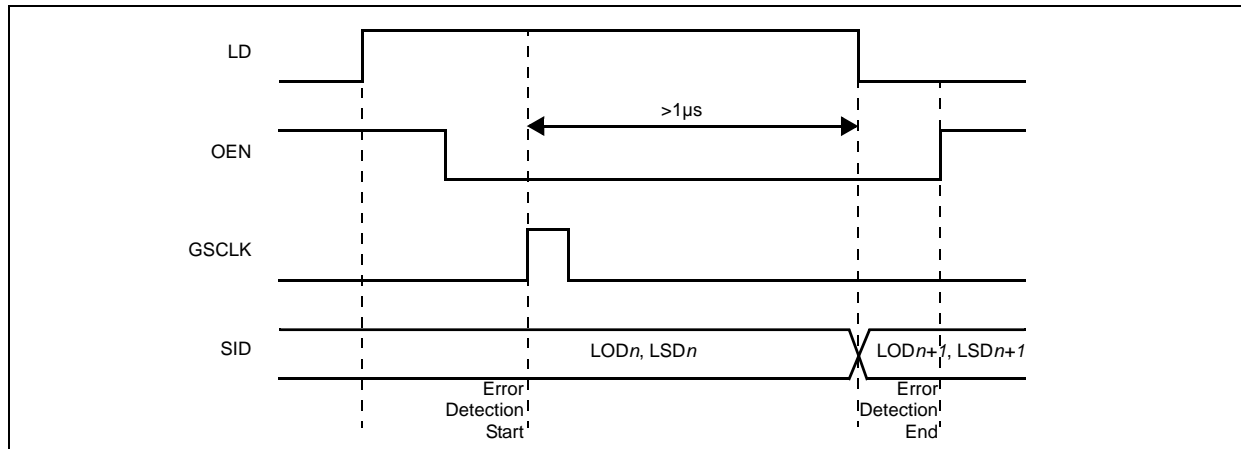 LD
>1µs
OEN
GSCLK
SID
LODn, LSDn
LODn+1, LSDn+1
Error
Detection
Start
Error
Detection
End